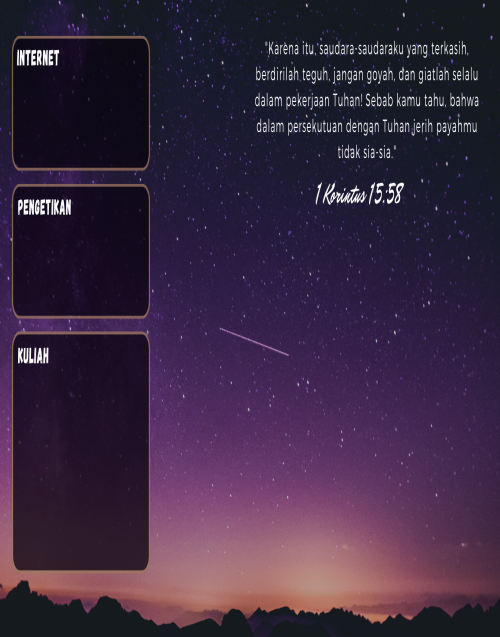 INTERNET
PENGETIKAN
KULIAH
"Karena itu, saudara-saudaraku yang terkasih,
berdirilah teguh, jangan goyah, dan giatlah selalu
dalam pekerjaan Tuhan! Sebab kamu tahu, bahwa
dalam persekutuan dengan Tuhan jerih payahmu
tidak sia-sia."
1 Korintus 15:58